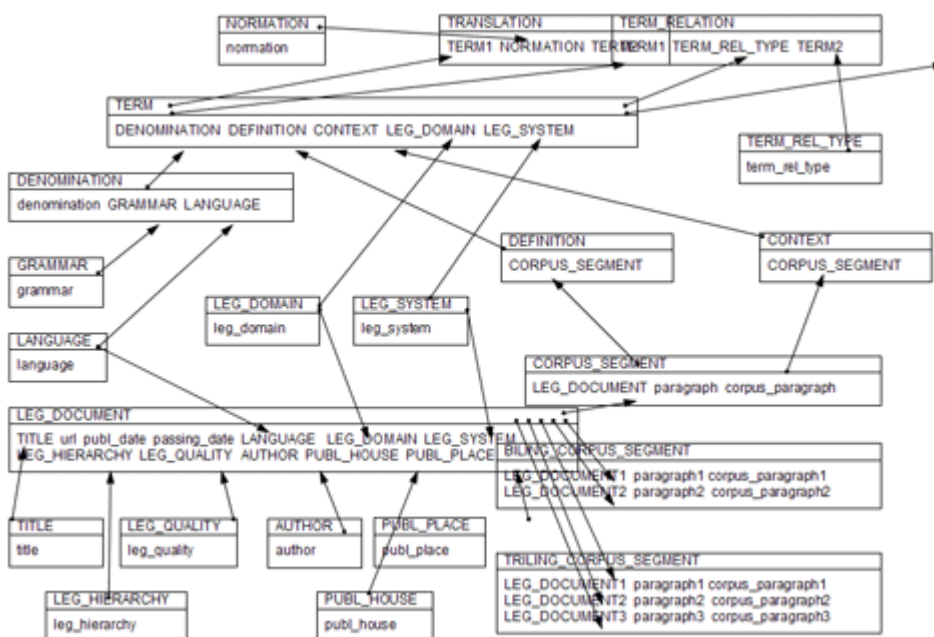 NORMATION
normation
TRANSLATION
TERM1 NORMATION TERM2
TERM_RELATION
TERM1 TERM_REL_TYPE TERM2
TERM
DENOMINATION DEFINITION CONTEXT LEG_DOMAIN LEG_SYSTEM
TERM_REL_TYPE
term_rel_type
DENOMINATION
denomination GRAMMAR LANGUAGE
DEFINITION
CORPUS_SEGMENT
CONTEXT
CORPUS_SEGMENT
GRAMMAR
grammar
LEG_DOMAIN
leg_domain
LEG_SYSTEM
leg_system
LANGUAGE
language
CORPUS_SEGMENT
LEG_DOCUMENT paragraph corpus_paragraph
LEG_DOCUMENT
TITLE url publ_date passing_date LANGUAGE LEG_DOMAIN LEG_SYSTEM
LEG_HIERARCHY LEG_QUALITY AUTHOR PUBL_HOUSE PUBL_PLACE
BILING_CORPUS_SEGMENT
LEG_DOCUMENT1 paragraph1 corpus_paragraph1
LEG_DOCUMENT2 paragraph2 corpus_paragraph2
TITLE
title
LEG_QUALITY
leg_quality
AUTHOR
author
PUBL_PLACE
publ_place
TRILING_CORPUS_SEGMENT
LEG_DOCUMENT1 paragraph1 corpus_paragraph1
LEG_DOCUMENT2 paragraph2 corpus_paragraph2
LEG_DOCUMENT3 paragraph3 corpus_paragraph3
LEG_HIERARCHY
leg_hierarchy
PUBL_HOUSE
publ_house